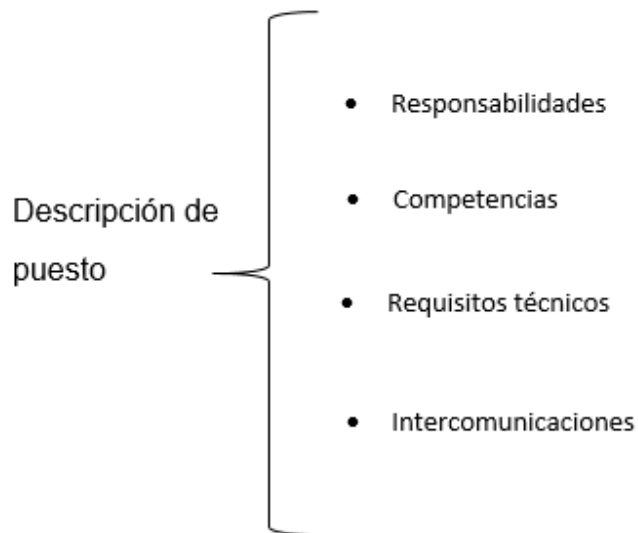 Descripción de
puesto
• Responsabilidades
• Competencias
• Requisitos técnicos
• Intercomunicaciones